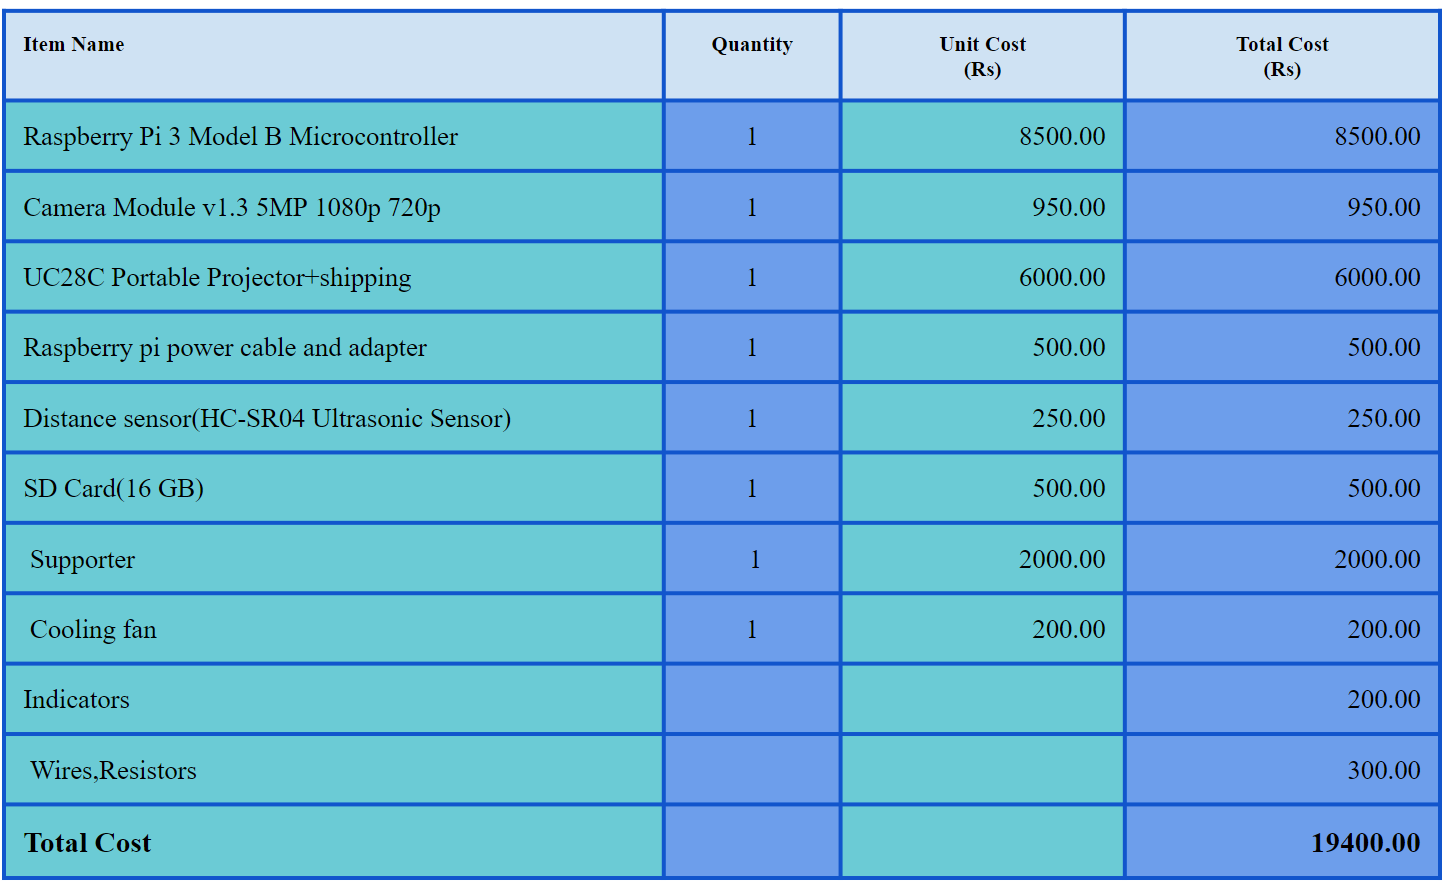 Item Name Quantity Unit Cost (Rs) Total Cost (Rs)
Raspberry Pi 3 Model B Microcontroller 1 8500.00 8500.00
Camera Module v1.3 5MP 1080p 720p 1 950.00 950.00
UC28C Portable Projector+shipping 1 6000.00 6000.00
Raspberry pi power cable and adapter 1 500.00 500.00
Distance sensor(HC-SR04 Ultrasonic Sensor) 1 250.00 250.00
SD Card(16 GB) 1 500.00 500.00
Supporter 1 2000.00 2000.00
Cooling fan 1 200.00 200.00
Indicators 200.00
Wires,Resistors 300.00
Total Cost 19400.00